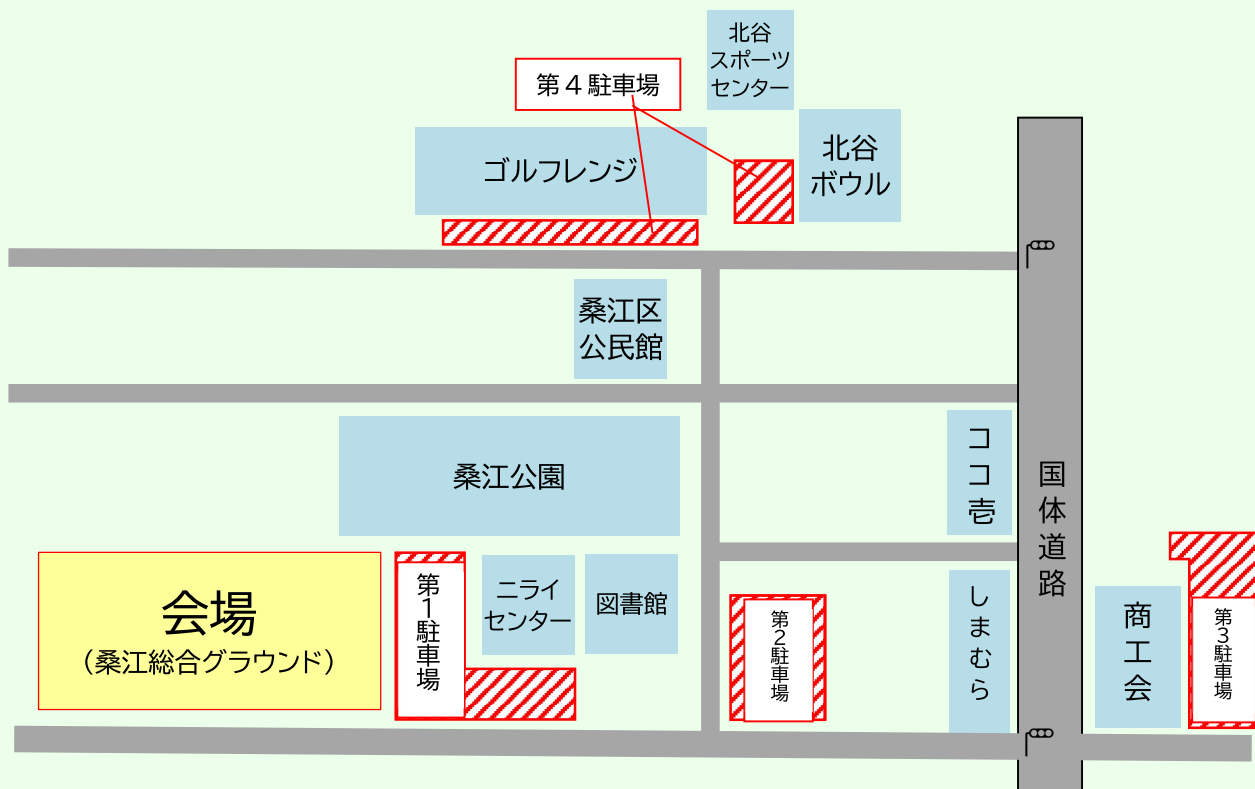 北谷
スポーツ
センター
第４駐車場
北谷
ボウル
ゴルフレンジ
桑江区
公民館
桑江公園
ココ壱
国体道路
会場
（桑江総合グラウンド）
第１駐車場
ニライ
センター
図書館
第２駐車場
しまむら
商工会
第３駐車場